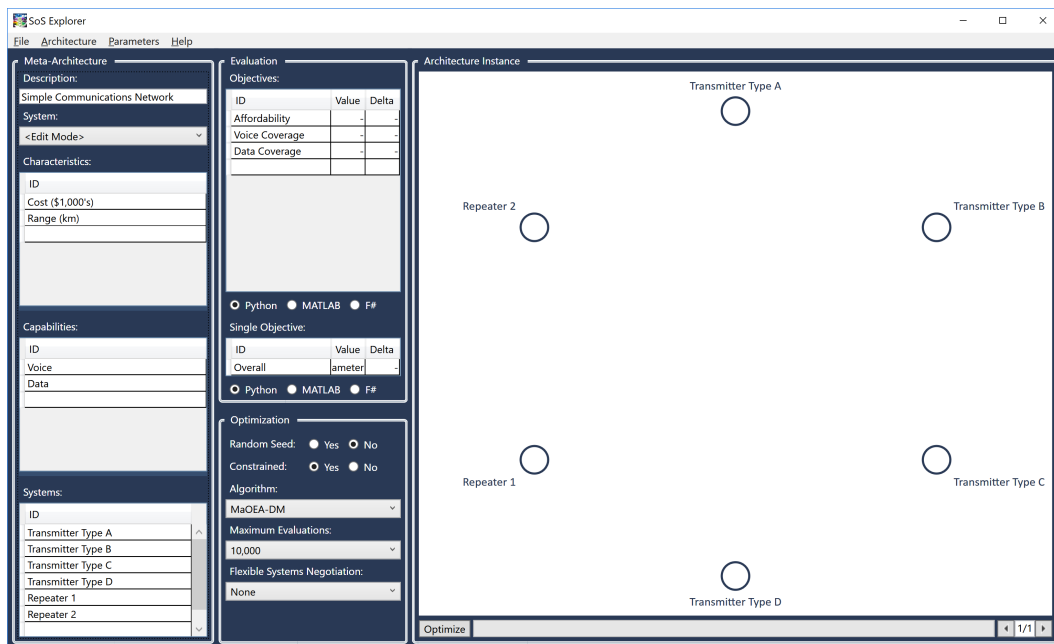 SoS Explorer
File Architecture Parameters Help
Meta-Architecture
Description:
Simple Communications Network
System:
<Edit Mode>
Characteristics:
ID
Cost ($1,000's)
Range (km)
Capabilities:
ID
Voice
Data
Systems:
ID
Transmitter Type A
Transmitter Type B
Transmitter Type C
Transmitter Type D
Repeater 1
Repeater 2
Evaluation
Objectives:
ID Value Delta
Affordability - -
Voice Coverage - -
Data Coverage - -
Python MATLAB F#
Single Objective:
ID Value Delta
Overall ameter -
Python MATLAB F#
Optimization
Random Seed: Yes No
Constrained: Yes No
Algorithm:
MaOEA-DM
Maximum Evaluations:
10,000
Flexible Systems Negotiation:
None
Architecture Instance
Transmitter Type A
Repeater 2
Transmitter Type B
Repeater 1
Transmitter Type C
Transmitter Type D
Optimize
1/1